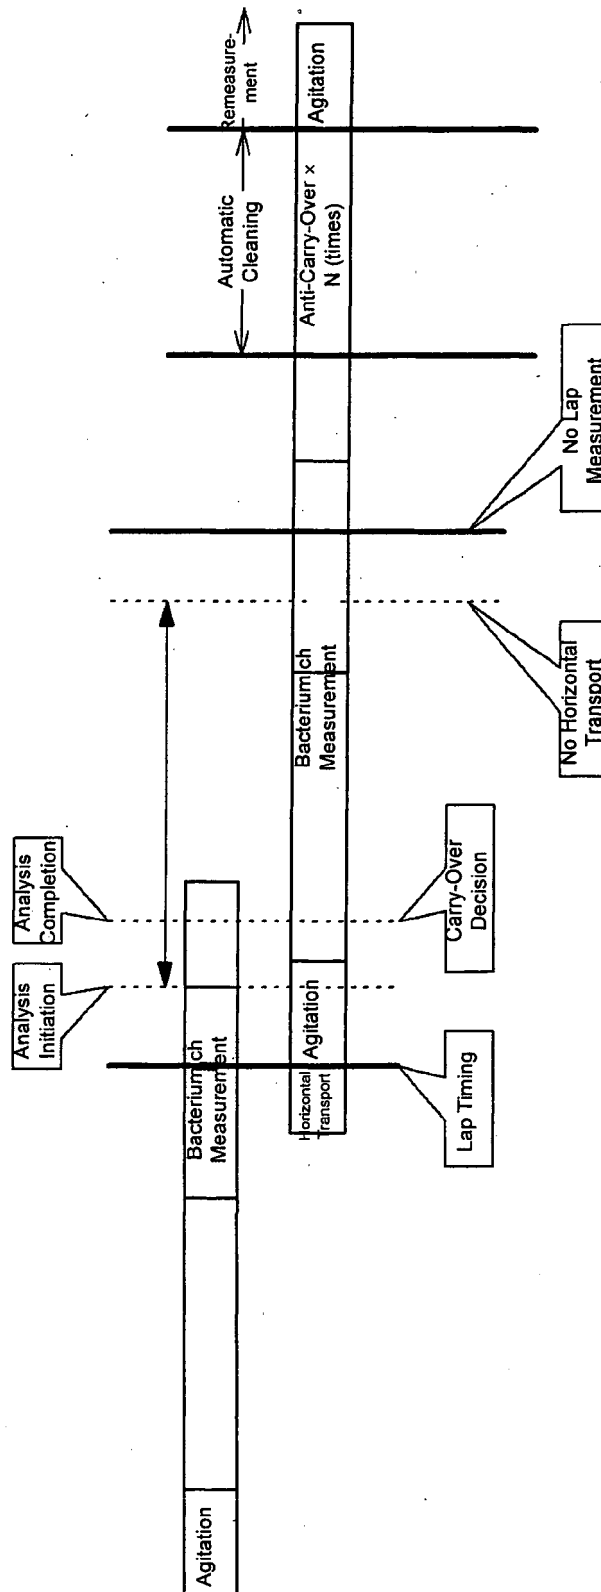 Analysis
Initiation
Analysis
Completion
Agitation
Bacterium ch
Measurement
Horizontal
Transport
Agitation
Bacterium ch
Measurement
Automatic
Cleaning
Remeasure-
ment
Anti-Carry-Over ×
N (times)
Agitation
Lap Timing
Carry-Over
Decision
No Horizontal
Transport
No Lap
Measurement